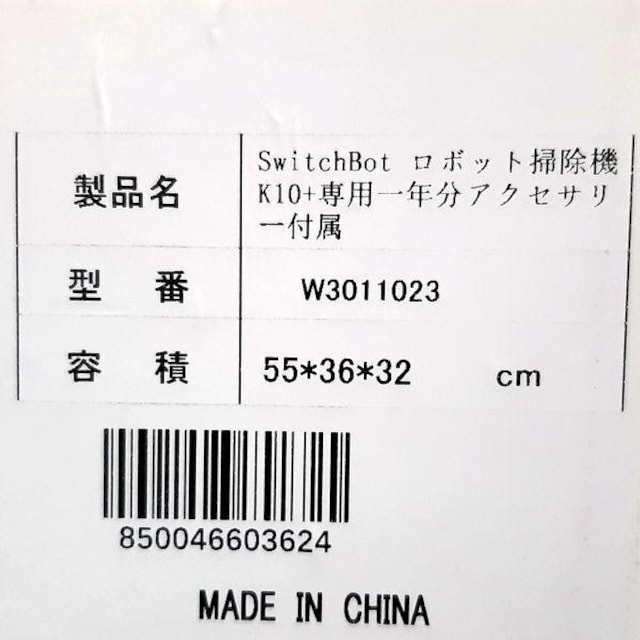 製品名
SwitchBot ロボット掃除機
K10+専用一年分アクセサリ
ー付属
型 番
W3011023
容 積
55*36*32 cm
850046603624
MADE IN CHINA